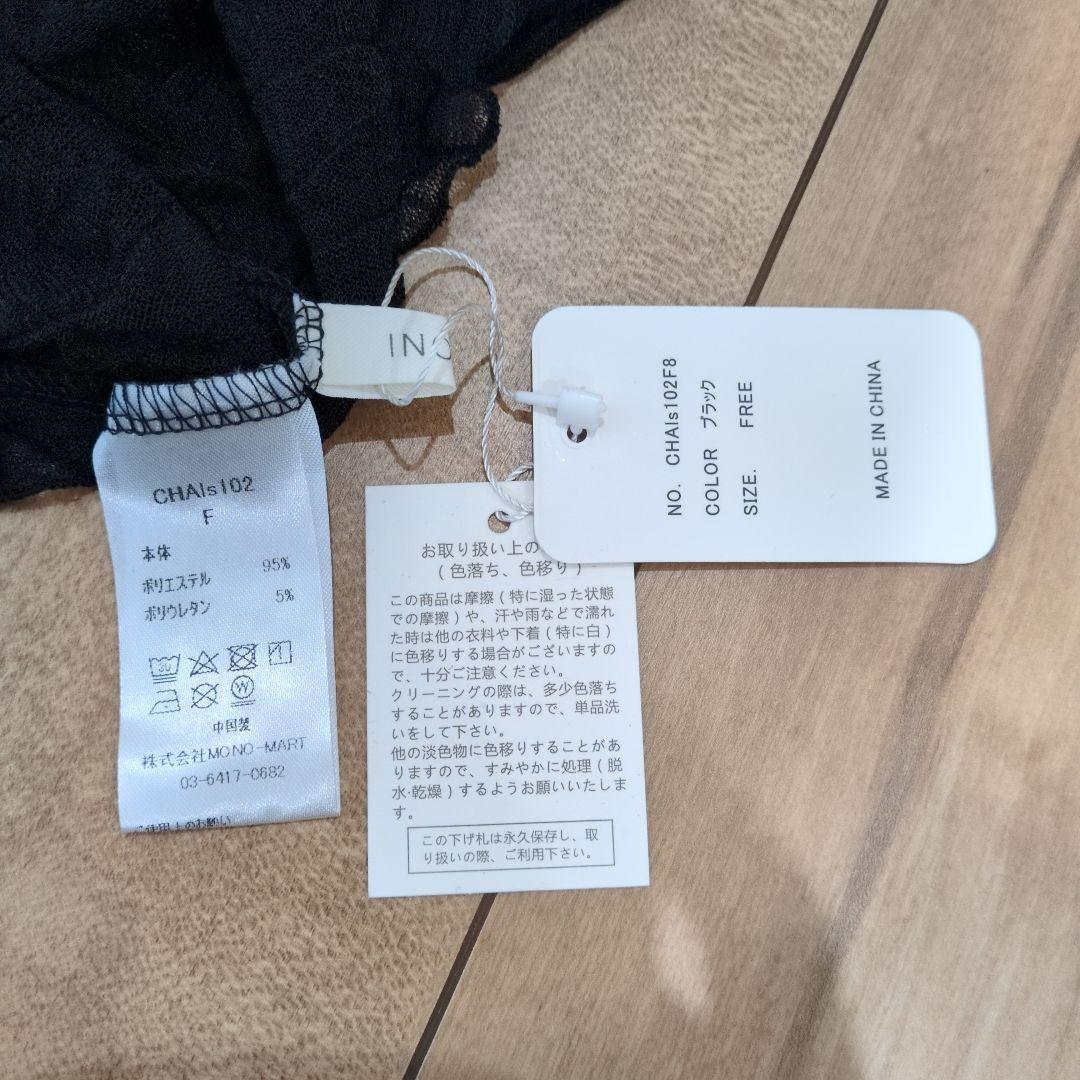 INO
CHAIs102
F
本体
ポリエステル 95%
ポリウレタン 5%
中国製
株式会社MONO-MART
03-6417-0682
お取り扱い上の
(色落ち、色移り)
この商品は摩擦(特に湿った状態
での摩擦)や、汗や雨などで濡れ
た時は他の衣料や下着(特に白)
に色移りする場合がございますの
で、十分ご注意ください。
クリーニングの際は、多少色落ち
することがありますので、単品洗
いをして下さい。
他の淡色物に色移りすることがあ
りますので、すみやかに処理(脱
水・乾燥)するようお願いいたしま
す。
この下げ札は永久保存し、取
り扱いの際、ご利用下さい。
NO. CHAIs102F8
COLOR ブラック
SIZE. FREE
MADE IN CHINA